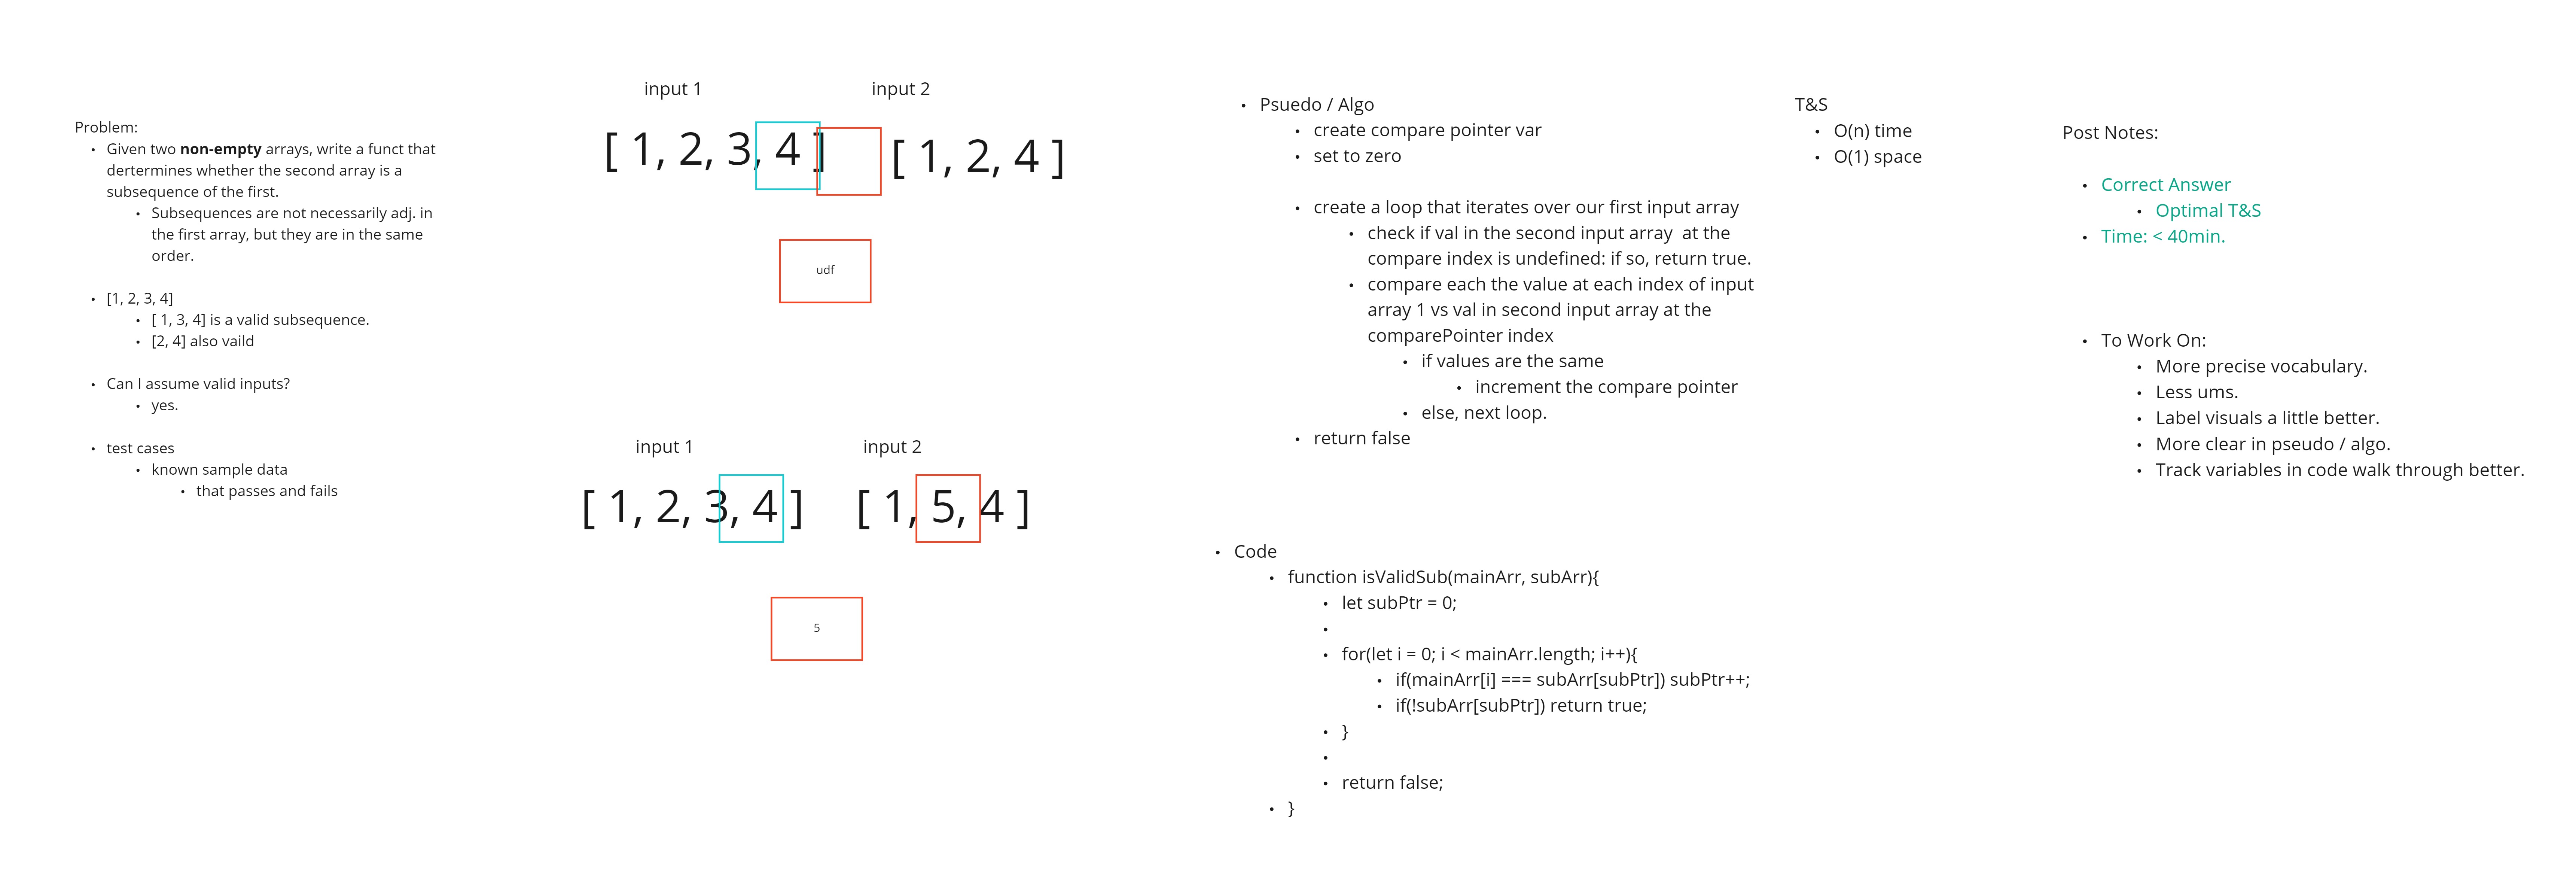 Problem:
• Given two non-empty arrays, write a funct that
dertermines whether the second array is a
subsequence of the first.
• Subsequences are not necessarily adj. in
the first array, but they are in the same
order.
• [1, 2, 3, 4]
• [ 1, 3, 4] is a valid subsequence.
• [2, 4] also vaild
• Can I assume valid inputs?
• yes.
• test cases
• known sample data
• that passes and fails
input 1
input 2
[ 1, 2, 3, 4 ]
[ 1, 2, 4 ]
udf
input 1
input 2
[ 1, 2, 3, 4 ]
[ 1, 5, 4 ]
5
• Psuedo / Algo
• create compare pointer var
• set to zero
• create a loop that iterates over our first input array
• check if val in the second input array at the
compare index is undefined: if so, return true.
• compare each the value at each index of input
array 1 vs val in second input array at the
comparePointer index
• if values are the same
• increment the compare pointer
• else, next loop.
• return false
• Code
• function isValidSub(mainArr, subArr){
• let subPtr = 0;
•
• for(let i = 0; i < mainArr.length; i++){
• if(mainArr[i] === subArr[subPtr]) subPtr++;
• if(!subArr[subPtr]) return true;
• }
•
• return false;
• }
T&S
• O(n) time
• O(1) space
Post Notes:
• Correct Answer
• Optimal T&S
• Time: < 40min.
• To Work On:
• More precise vocabulary.
• Less ums.
• Label visuals a little better.
• More clear in pseudo / algo.
• Track variables in code walk through better.